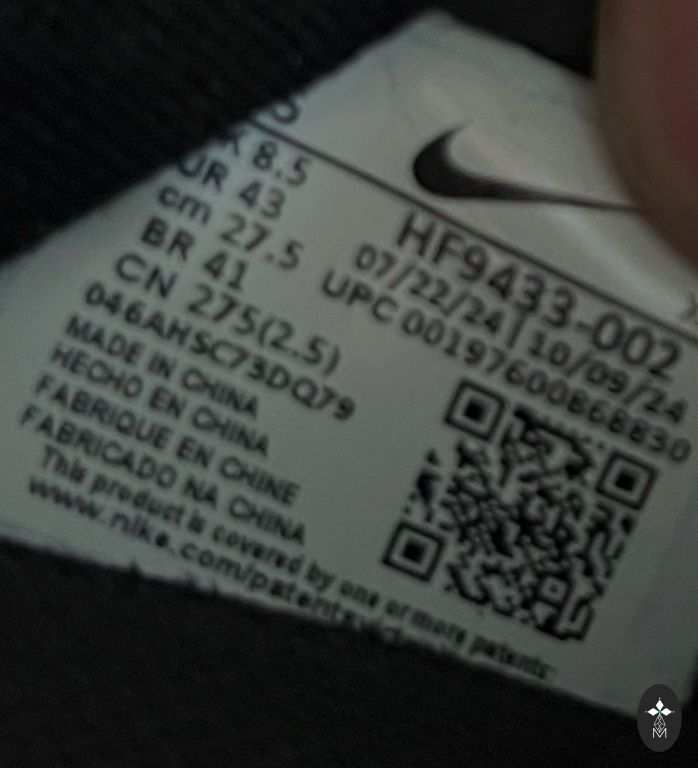 K 8.5
UR 43
cm 27.5
BR 41
CN 275(2.5)
046AHSC73DQ79
MADE IN CHINA
HECHO EN CHINA
FABRIQUE EN CHINE
FABRICADO NA CHINA
This product is covered by one or more patents:
www.nike.com/patents
HF9433-002
07/22/24 | 10/09/24
UPC 00197600868830
M